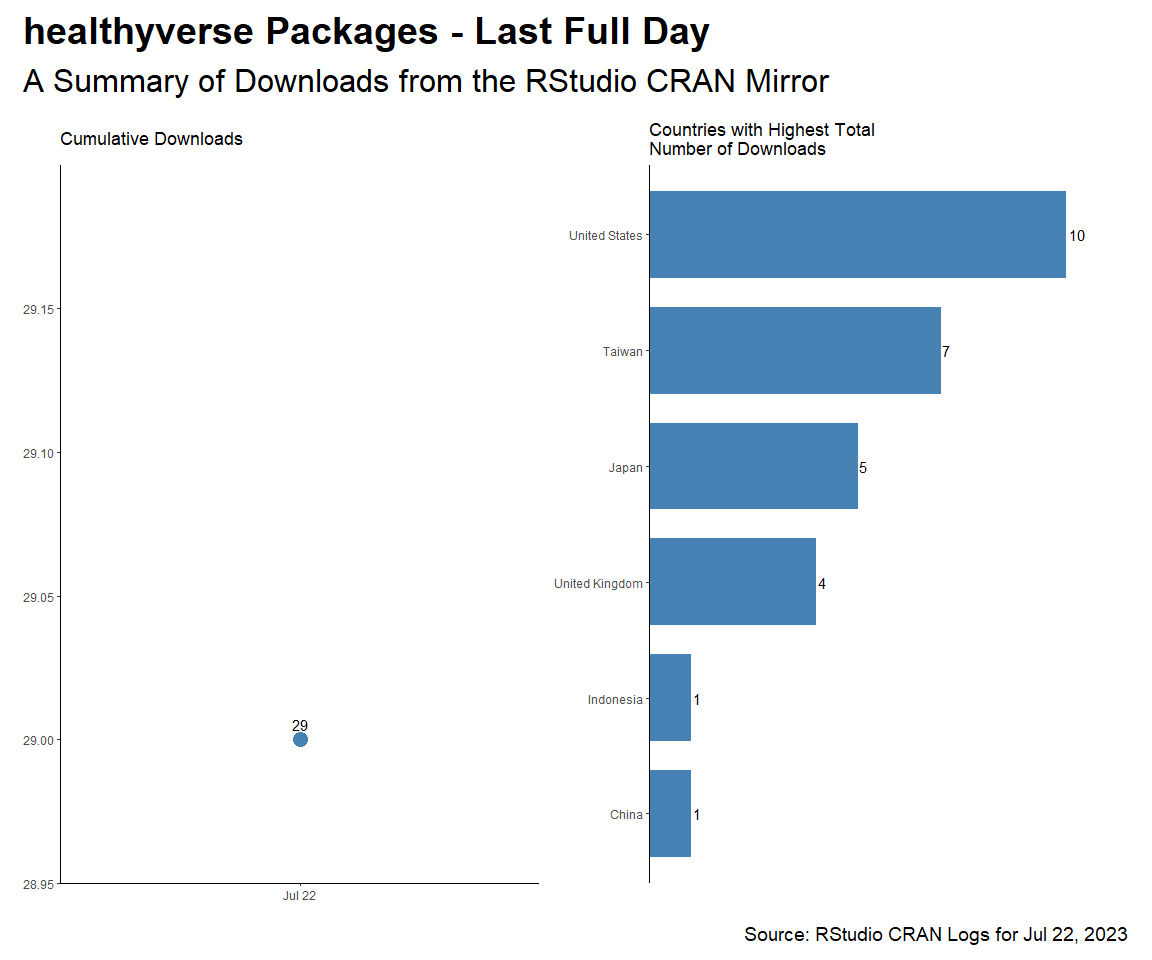 healthyverse Packages - Last Full Day
A Summary of Downloads from the RStudio CRAN Mirror
Cumulative Downloads
29.15
29.10
29.05
29.00
28.95
29
Jul 22
Countries with Highest Total
Number of Downloads
United States
10
Taiwan
7
Japan
5
United Kingdom
4
Indonesia
1
China
1
Source: RStudio CRAN Logs for Jul 22, 2023